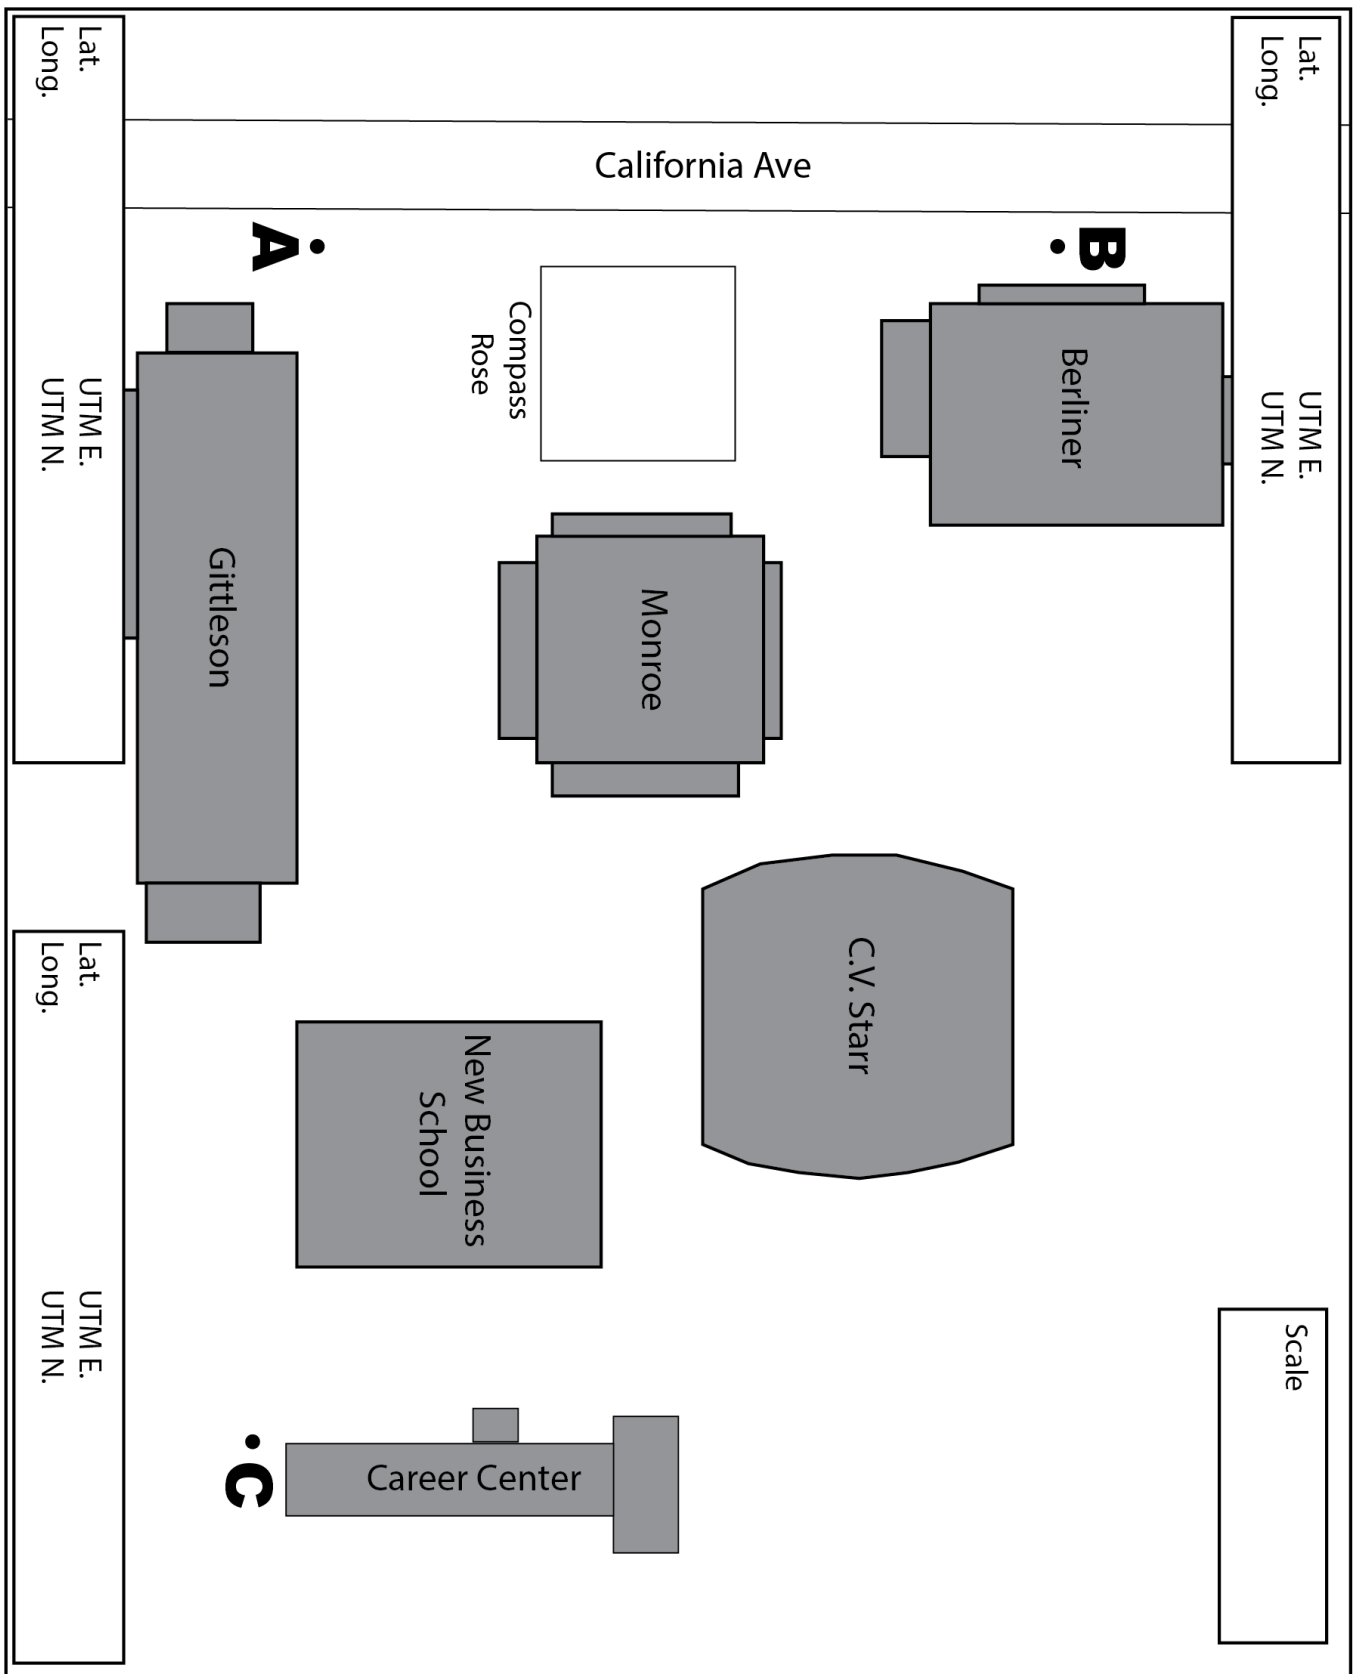 Lat.
Long.
UTM E.
UTM N.
Lat.
Long.
UTM E.
UTM N.
California Ave
A
B
Compass
Rose
Berliner
Gittleson
Monroe
C.V. Starr
New Business
School
Lat.
Long.
UTM E.
UTM N.
Scale
Career Center
C